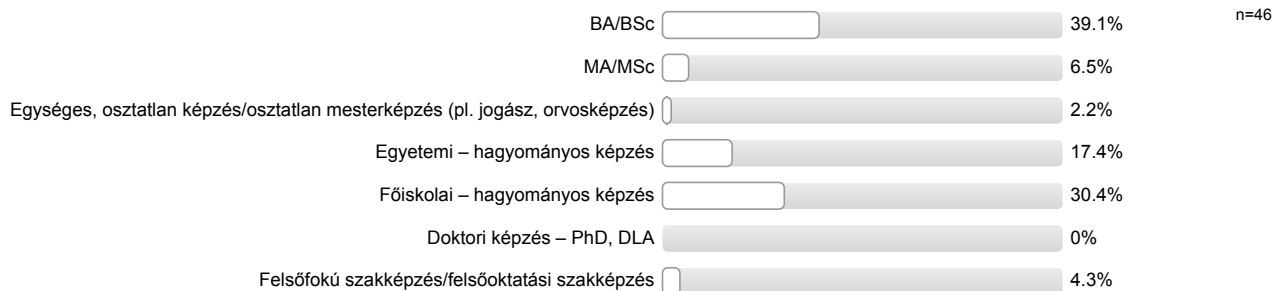 BA/BSc 39.1% n=46
MA/MSc 6.5%
Egységes, osztatlan képzés/osztatlan mesterképzés (pl. jogász, orvosképzés) 2.2%
Egyetemi – hagyományos képzés 17.4%
Főiskolai – hagyományos képzés 30.4%
Doktori képzés – PhD, DLA 0%
Felsőfokú szakképzés/felsőoktatási szakképzés 4.3%